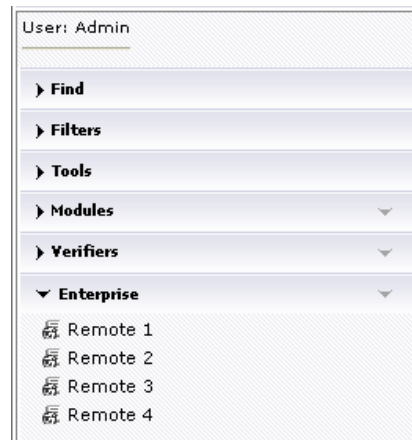 User: Admin
Find
Filters
Tools
Modules
Verifiers
Enterprise
Remote 1
Remote 2
Remote 3
Remote 4